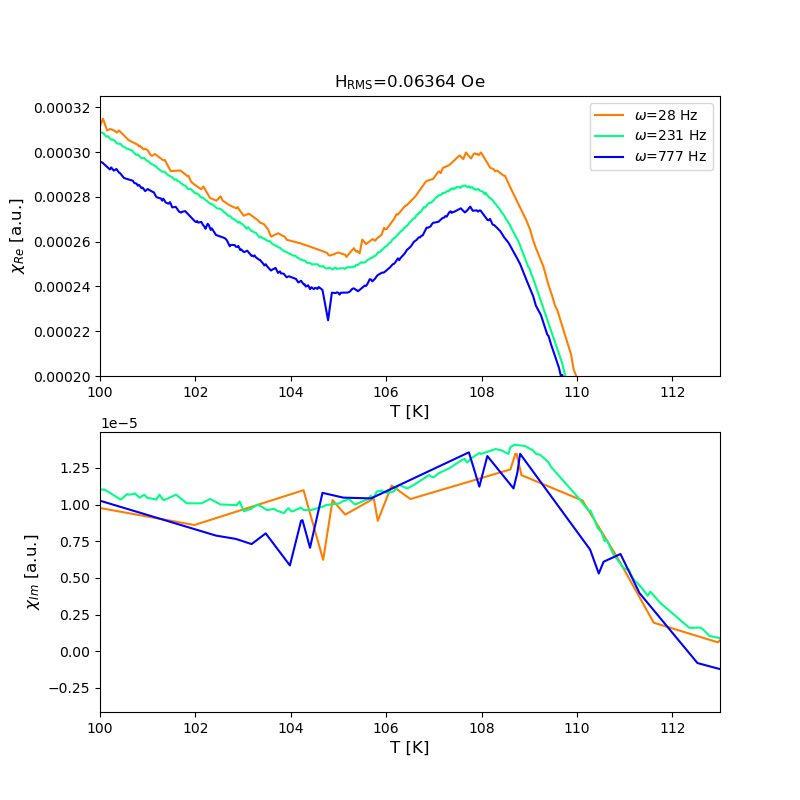 H_RMS=0.06364 Oe
0.00032
0.00030
0.00028
0.00026
0.00024
0.00022
0.00020
χ_Re [a.u.]
ω=28 Hz
ω=231 Hz
ω=777 Hz
100 102 104 106 108 110 112
T [K]
1e−5
1.25
1.00
0.75
0.50
0.25
0.00
−0.25
χ_Im [a.u.]
100 102 104 106 108 110 112
T [K]